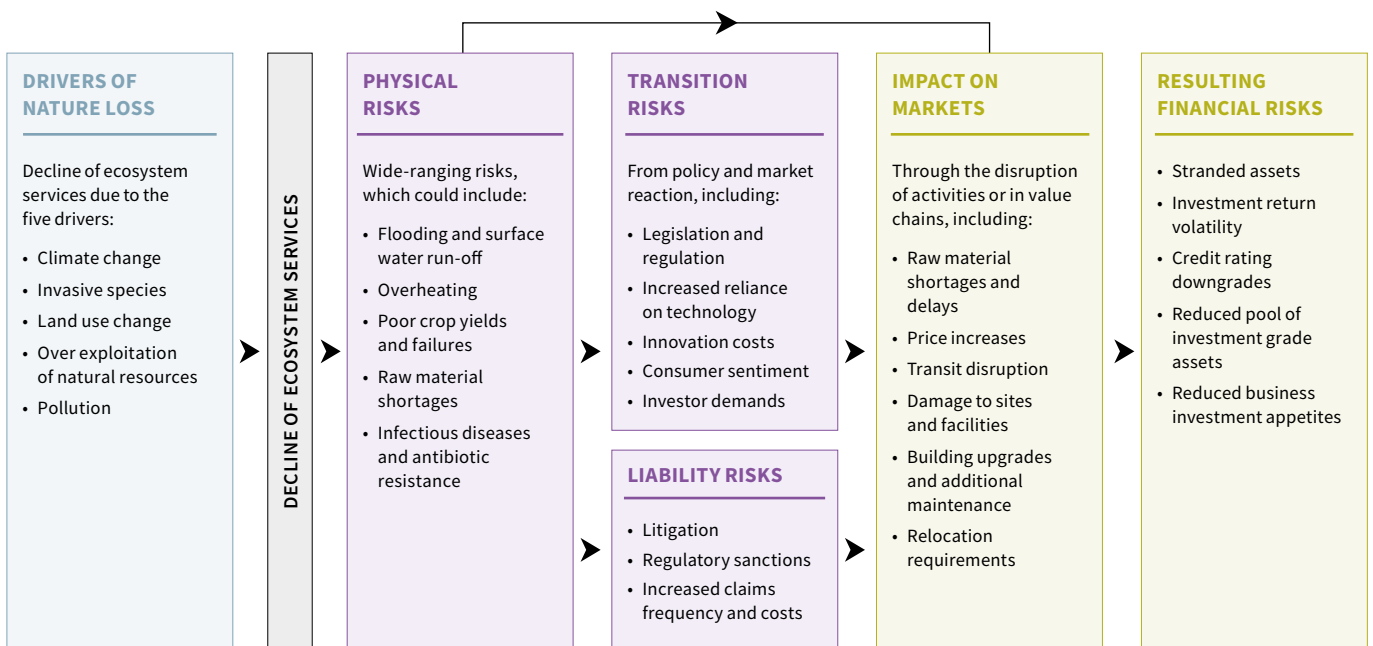 DRIVERS OF
NATURE LOSS
Decline of ecosystem
services due to the
five drivers:
• Climate change
• Invasive species
• Land use change
• Over exploitation
of natural resources
• Pollution
DECLINE OF ECOSYSTEM SERVICES
PHYSICAL
RISKS
Wide-ranging risks,
which could include:
• Flooding and surface
water run-off
• Overheating
• Poor crop yields
and failures
• Raw material
shortages
• Infectious diseases
and antibiotic
resistance
TRANSITION
RISKS
From policy and market
reaction, including:
• Legislation and
regulation
• Increased reliance
on technology
• Innovation costs
• Consumer sentiment
• Investor demands
LIABILITY RISKS
• Litigation
• Regulatory sanctions
• Increased claims
frequency and costs
IMPACT ON
MARKETS
Through the disruption
of activities or in value
chains, including:
• Raw material
shortages and
delays
• Price increases
• Transit disruption
• Damage to sites
and facilities
• Building upgrades
and additional
maintenance
• Relocation
requirements
RESULTING
FINANCIAL RISKS
• Stranded assets
• Investment return
volatility
• Credit rating
downgrades
• Reduced pool of
investment grade
assets
• Reduced business
investment appetites